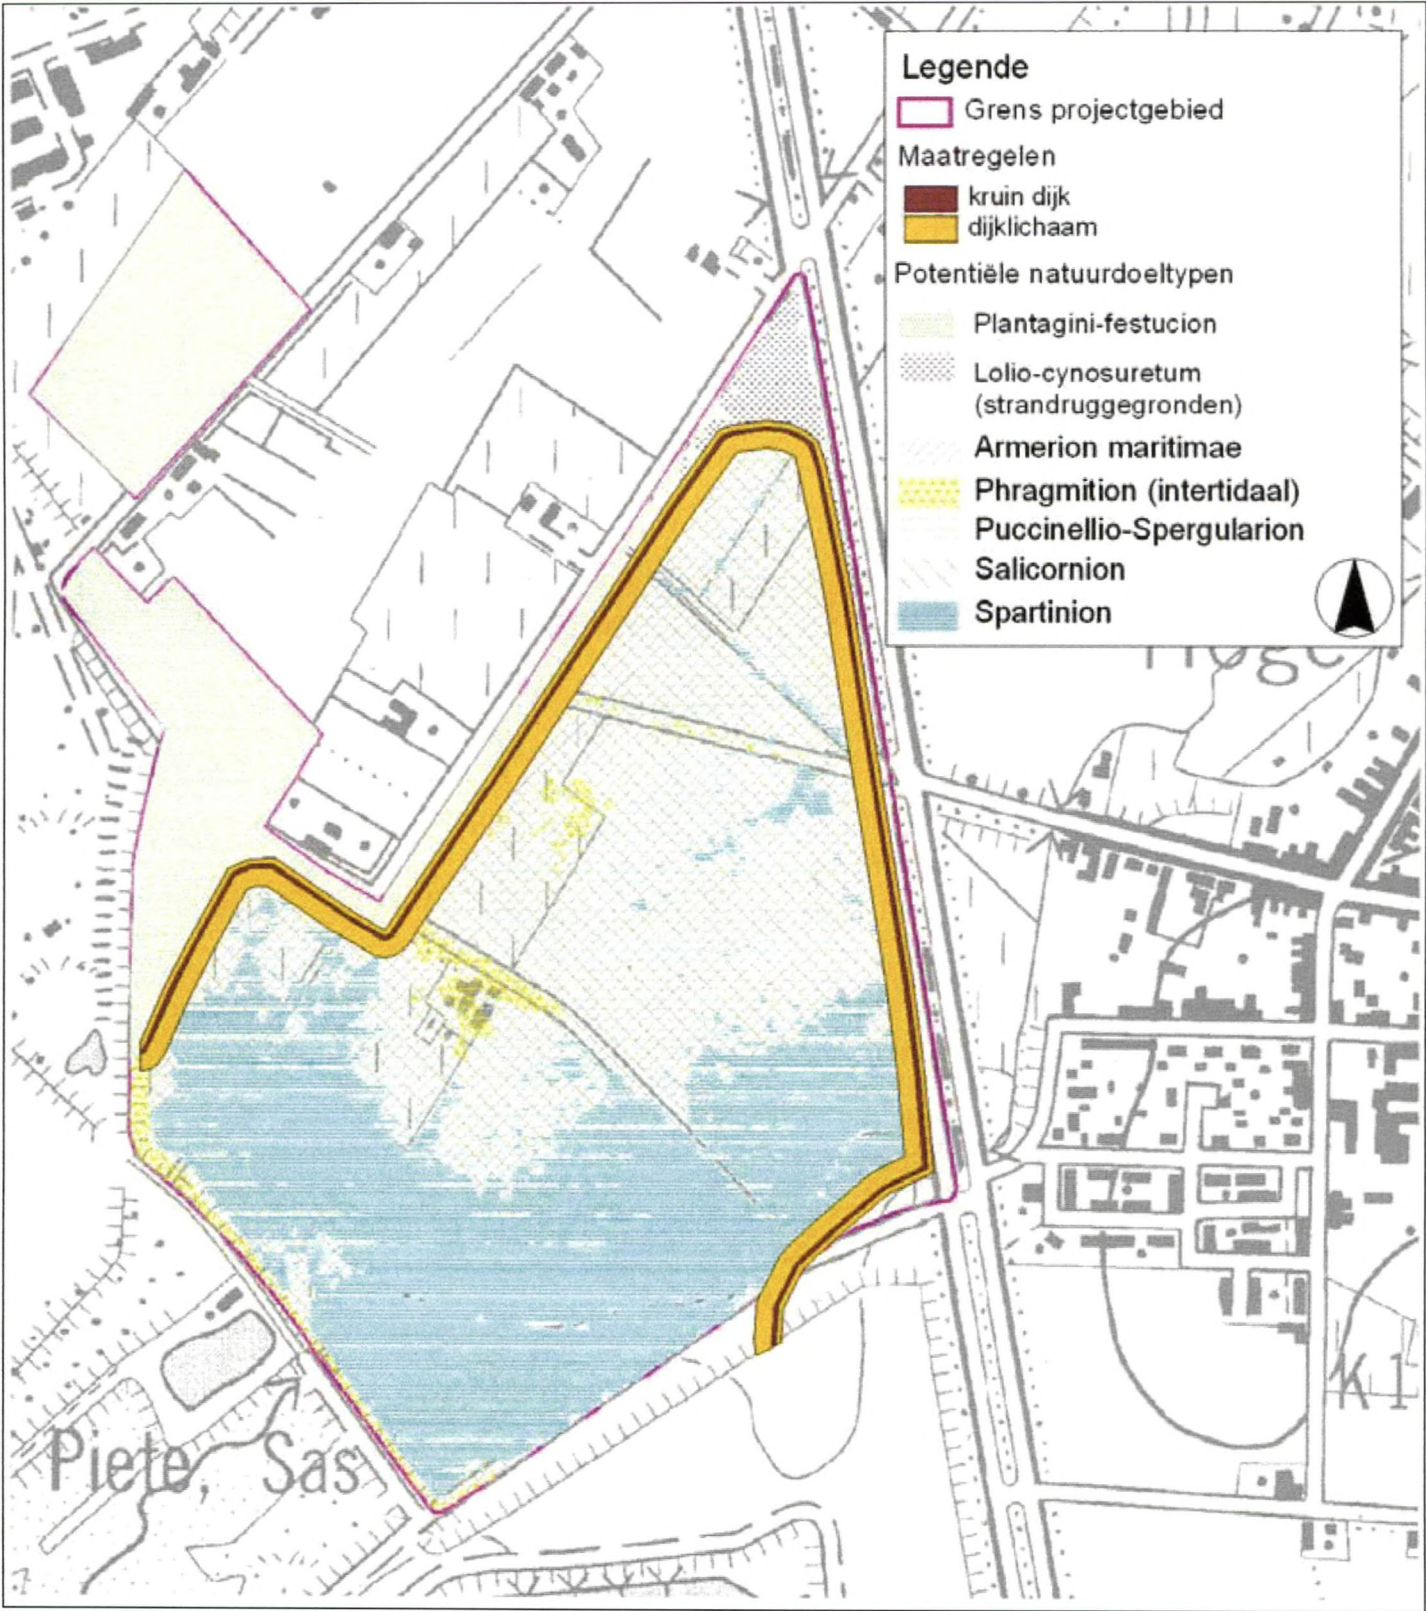 Legende
Grens projectgebied
Maatregelen
kruin dijk
dijklichaam
Potentiële natuurdoeltypen
Plantagini-festucion
Lolio-cynosuretum
(strandruggegronden)
Armerion maritimae
Phragmition (intertidaal)
Puccinellio-Spergularion
Salicornion
Spartinion
K1
Piete, Sas